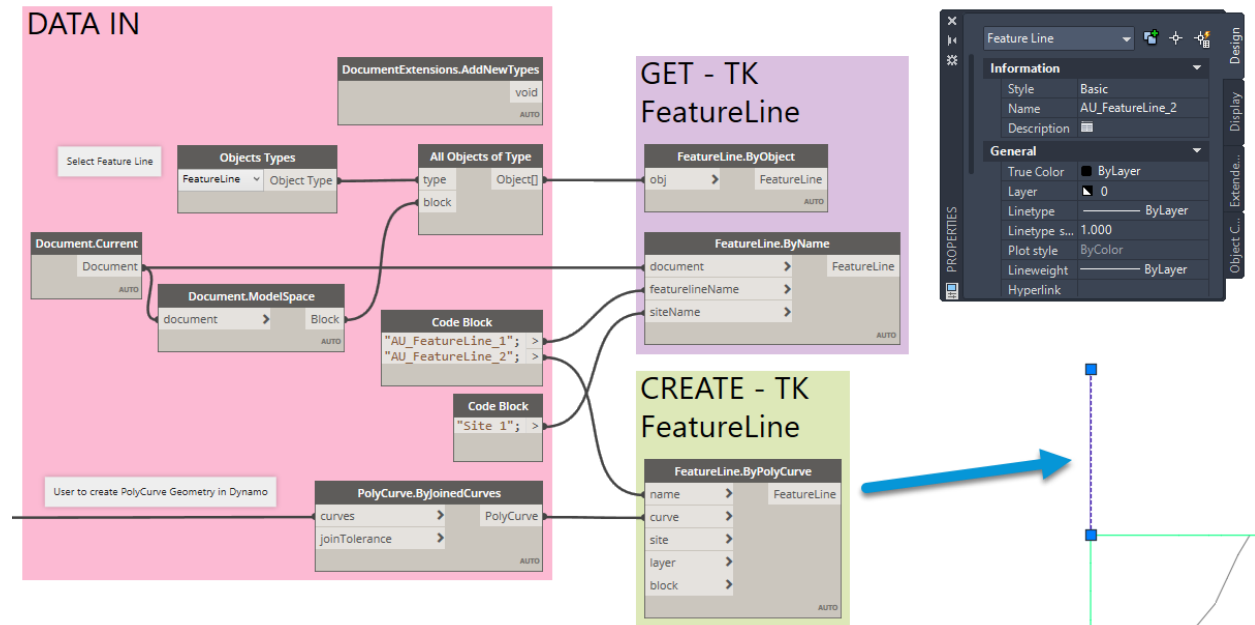 DATA IN
DocumentExtensions.AddNewTypes
void
AUTO
Select Feature Line
Objects Types
FeatureLine
Object Type
All Objects of Type
type
Object[]
block
Document.Current
Document
AUTO
Document.ModelSpace
document
>
Block
AUTO
Code Block
"AU_FeatureLine_1"; >
"AU_FeatureLine_2"; >
Code Block
"Site 1"; >
User to create PolyCurve Geometry in Dynamo
PolyCurve.ByJoinedCurves
curves
>
PolyCurve
joinTolerance
>
AUTO
GET - TK
FeatureLine
FeatureLine.ByObject
obj
>
FeatureLine
AUTO
FeatureLine.ByName
document
>
FeatureLine
featurelineName
>
siteName
>
AUTO
CREATE - TK
FeatureLine
FeatureLine.ByPolyCurve
name
>
FeatureLine
curve
>
site
>
layer
>
block
>
AUTO
PROPERTIES
Feature Line
Information
Style
Basic
Name
AU_FeatureLine_2
Description
General
True Color
ByLayer
Layer
0
Linetype
ByLayer
Linetype s...
1.000
Plot style
ByColor
Lineweight
ByLayer
Hyperlink
Design
Display
Extende...
Object C...